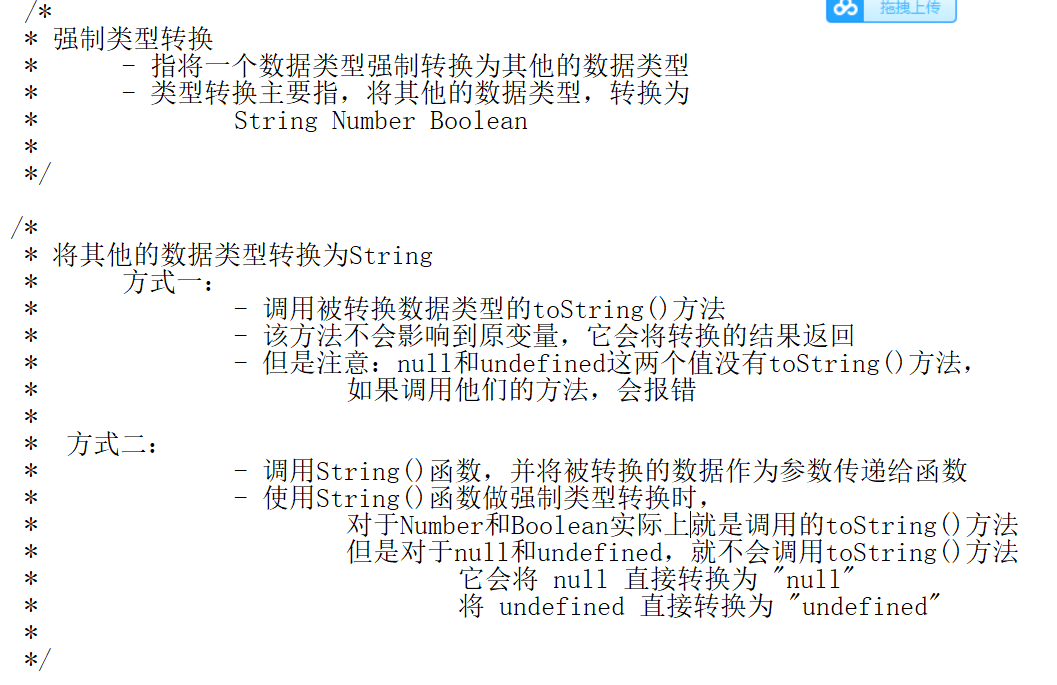 /*
拖拽上传
* 强制类型转换
* - 指将一个数据类型强制转换为其他的数据类型
* - 类型转换主要指，将其他的数据类型，转换为
* String Number Boolean
*
*/
/*
* 将其他的数据类型转换为String
* 方式一：
* - 调用被转换数据类型的toString()方法
* - 该方法不会影响到原变量，它会将转换的结果返回
* - 但是注意：null和undefined这两个值没有toString()方法，
* 如果调用他们的方法，会报错
*
* 方式二：
* - 调用String()函数，并将被转换的数据作为参数传递给函数
* - 使用String()函数做强制类型转换时，
* 对于Number和Boolean实际上就是调用的toString()方法
* 但是对于null和undefined，就不会调用toString()方法
* 它会将 null 直接转换为 "null"
* 将 undefined 直接转换为 "undefined"
*
*/